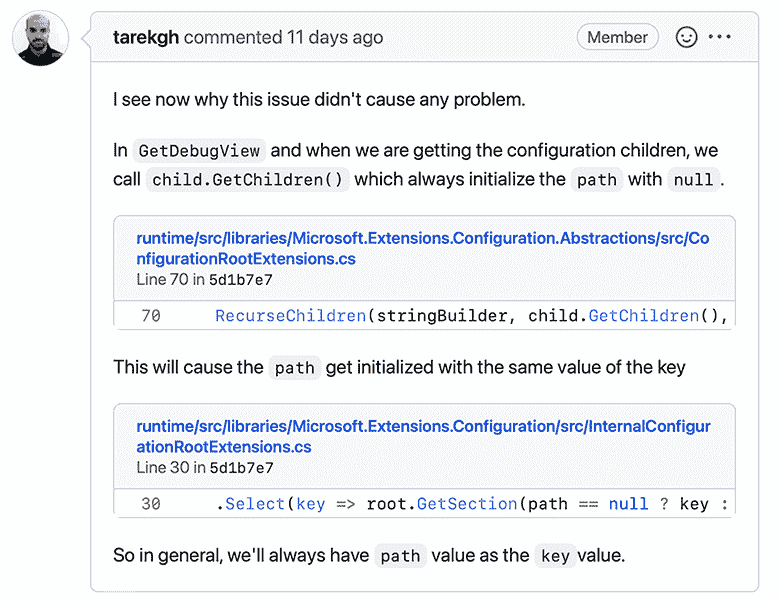 tarekgh commented 11 days ago Member
I see now why this issue didn't cause any problem.
In GetDebugView and when we are getting the configuration children, we
call child.GetChildren() which always initialize the path with null .
runtime/src/libraries/Microsoft.Extensions.Configuration.Abstractions/src/Co
nfigurationRootExtensions.cs
Line 70 in 5d1b7e7
70 RecurseChildren(stringBuilder, child.GetChildren(),
This will cause the path get initialized with the same value of the key
runtime/src/libraries/Microsoft.Extensions.Configuration/src/InternalConfigur
ationRootExtensions.cs
Line 30 in 5d1b7e7
30 .Select(key => root.GetSection(path == null ? key :
So in general, we'll always have path value as the key value.